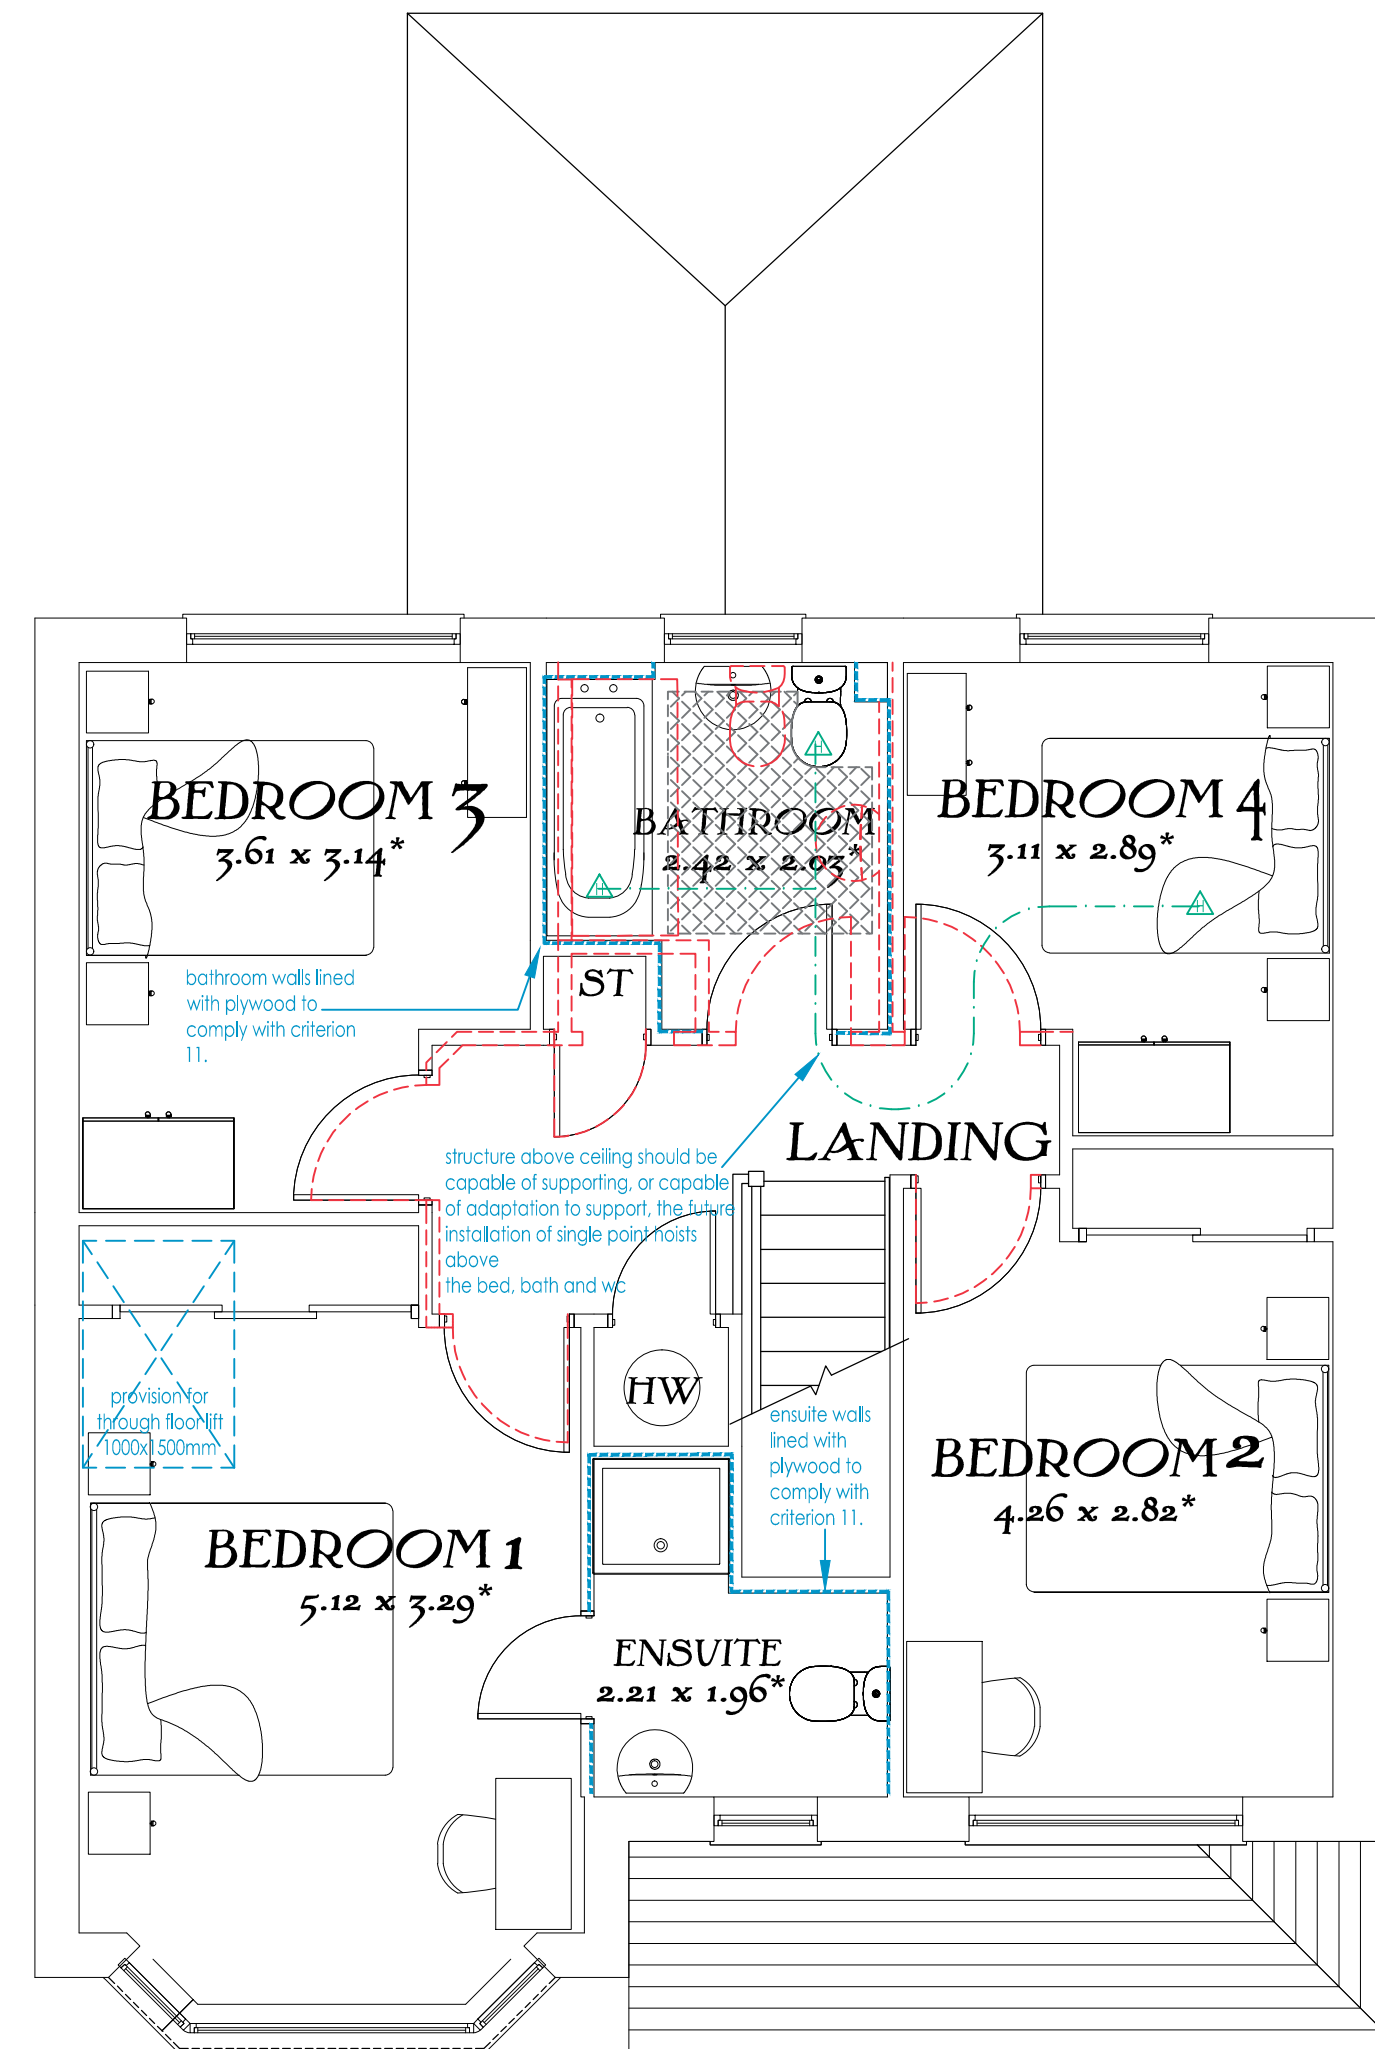 BEDROOM 3
3.61 x 3.14*
BATHROOM
2.42 x 2.03*
BEDROOM 4
3.11 x 2.89*
H
H
H
bathroom walls lined
with plywood to
comply with criterion
11.
ST
LANDING
structure above ceiling should be
capable of supporting, or capable
of adaptation to support, the future
installation of single point hoists
above
the bed, bath and wc
provision for
through floor lift
1000x1500mm
HW
ensuite walls
lined with
plywood to
comply with
criterion 11.
BEDROOM 2
4.26 x 2.82*
BEDROOM 1
5.12 x 3.29*
ENSUITE
2.21 x 1.96*